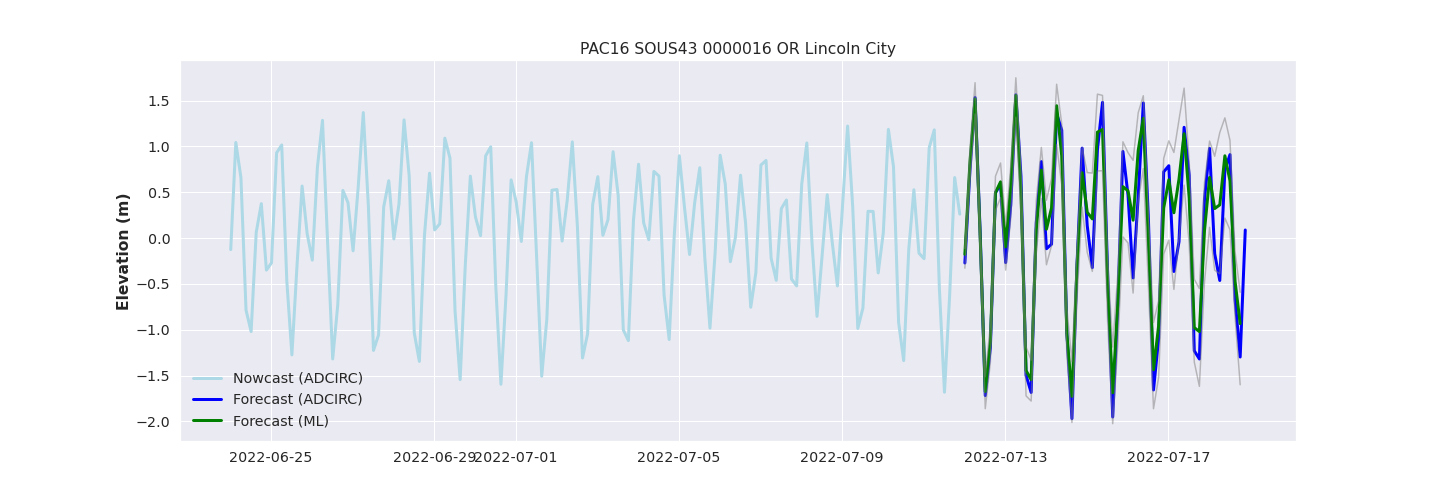 PAC16 SOUS43 0000016 OR Lincoln City
Elevation (m)
1.5
1.0
0.5
0.0
−0.5
−1.0
−1.5
−2.0
Nowcast (ADCIRC)
Forecast (ADCIRC)
Forecast (ML)
2022-06-25 2022-06-29 2022-07-01 2022-07-05 2022-07-09 2022-07-13 2022-07-17